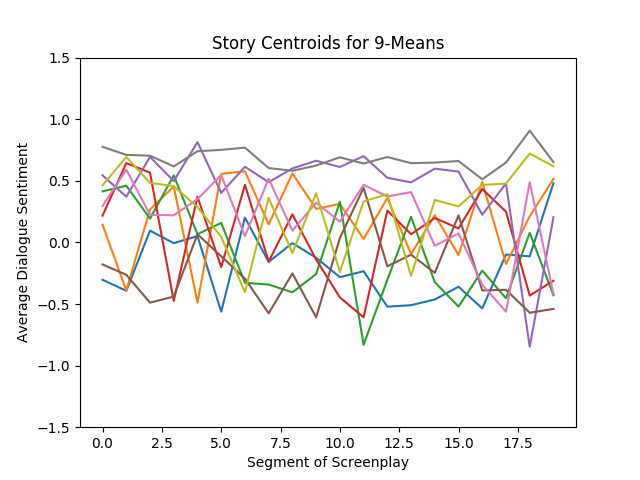 Story Centroids for 9-Means
Average Dialogue Sentiment
1.5
1.0
0.5
0.0
−0.5
−1.0
−1.5
0.0 2.5 5.0 7.5 10.0 12.5 15.0 17.5
Segment of Screenplay